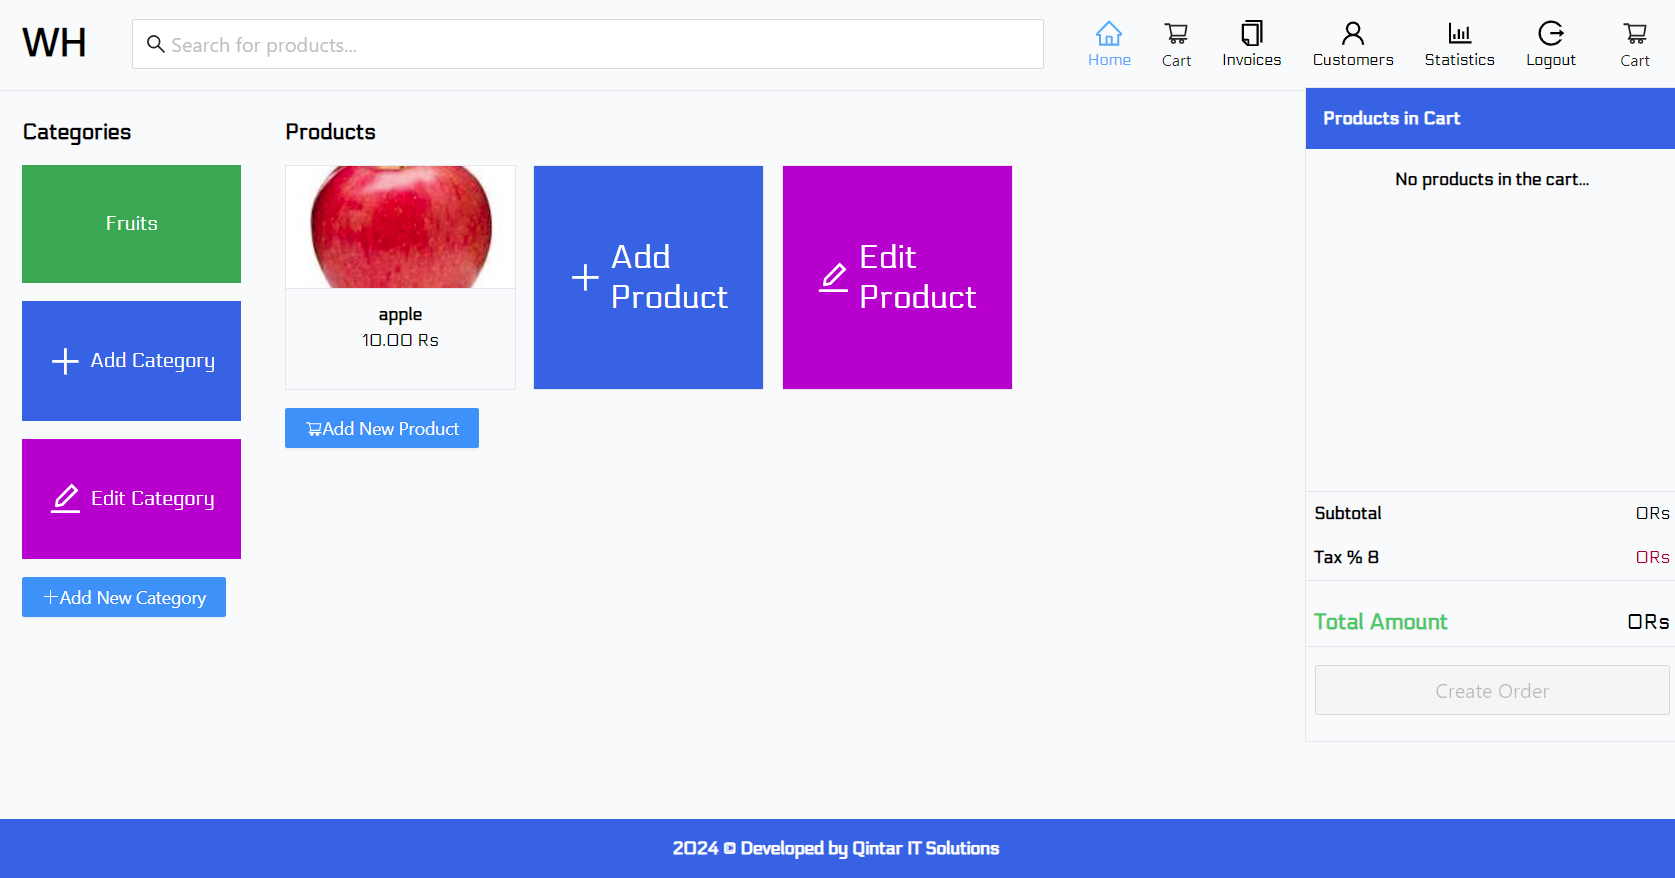 WH
Search for products...
Home
Cart
Invoices
Customers
Statistics
Logout
Cart
Categories
Fruits
Add Category
Edit Category
Add New Category
Products
apple
10.00 Rs
Add
Product
Edit
Product
Add New Product
Products in Cart
No products in the cart...
Subtotal
0Rs
Tax % 8
0Rs
Total Amount
0Rs
Create Order
2024 © Developed by Qintar IT Solutions